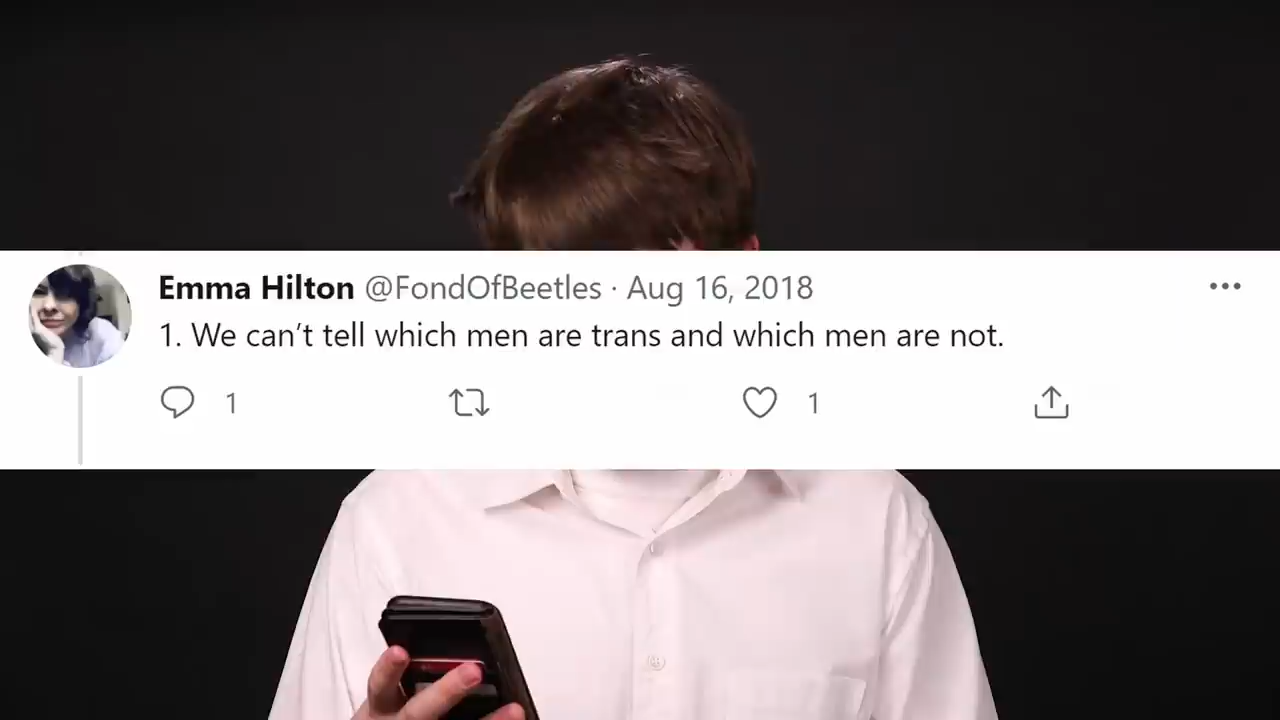 Emma Hilton @FondOfBeetles · Aug 16, 2018
1. We can’t tell which men are trans and which men are not.
1
1